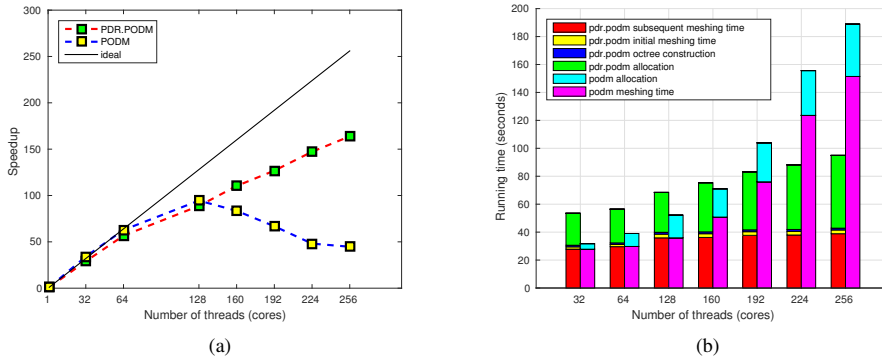 300
250
200
150
100
50
0
Speedup
PDR.PODM
PODM
ideal
1 32 64 128 160 192 224 256
Number of threads (cores)
(a)
200
180
160
140
120
100
80
60
40
20
0
Running time (seconds)
pdr.podm subsequent meshing time
pdr.podm initial meshing time
pdr.podm octree construction
pdr.podm allocation
podm allocation
podm meshing time
32 64 128 160 192 224 256
Number of threads (cores)
(b)